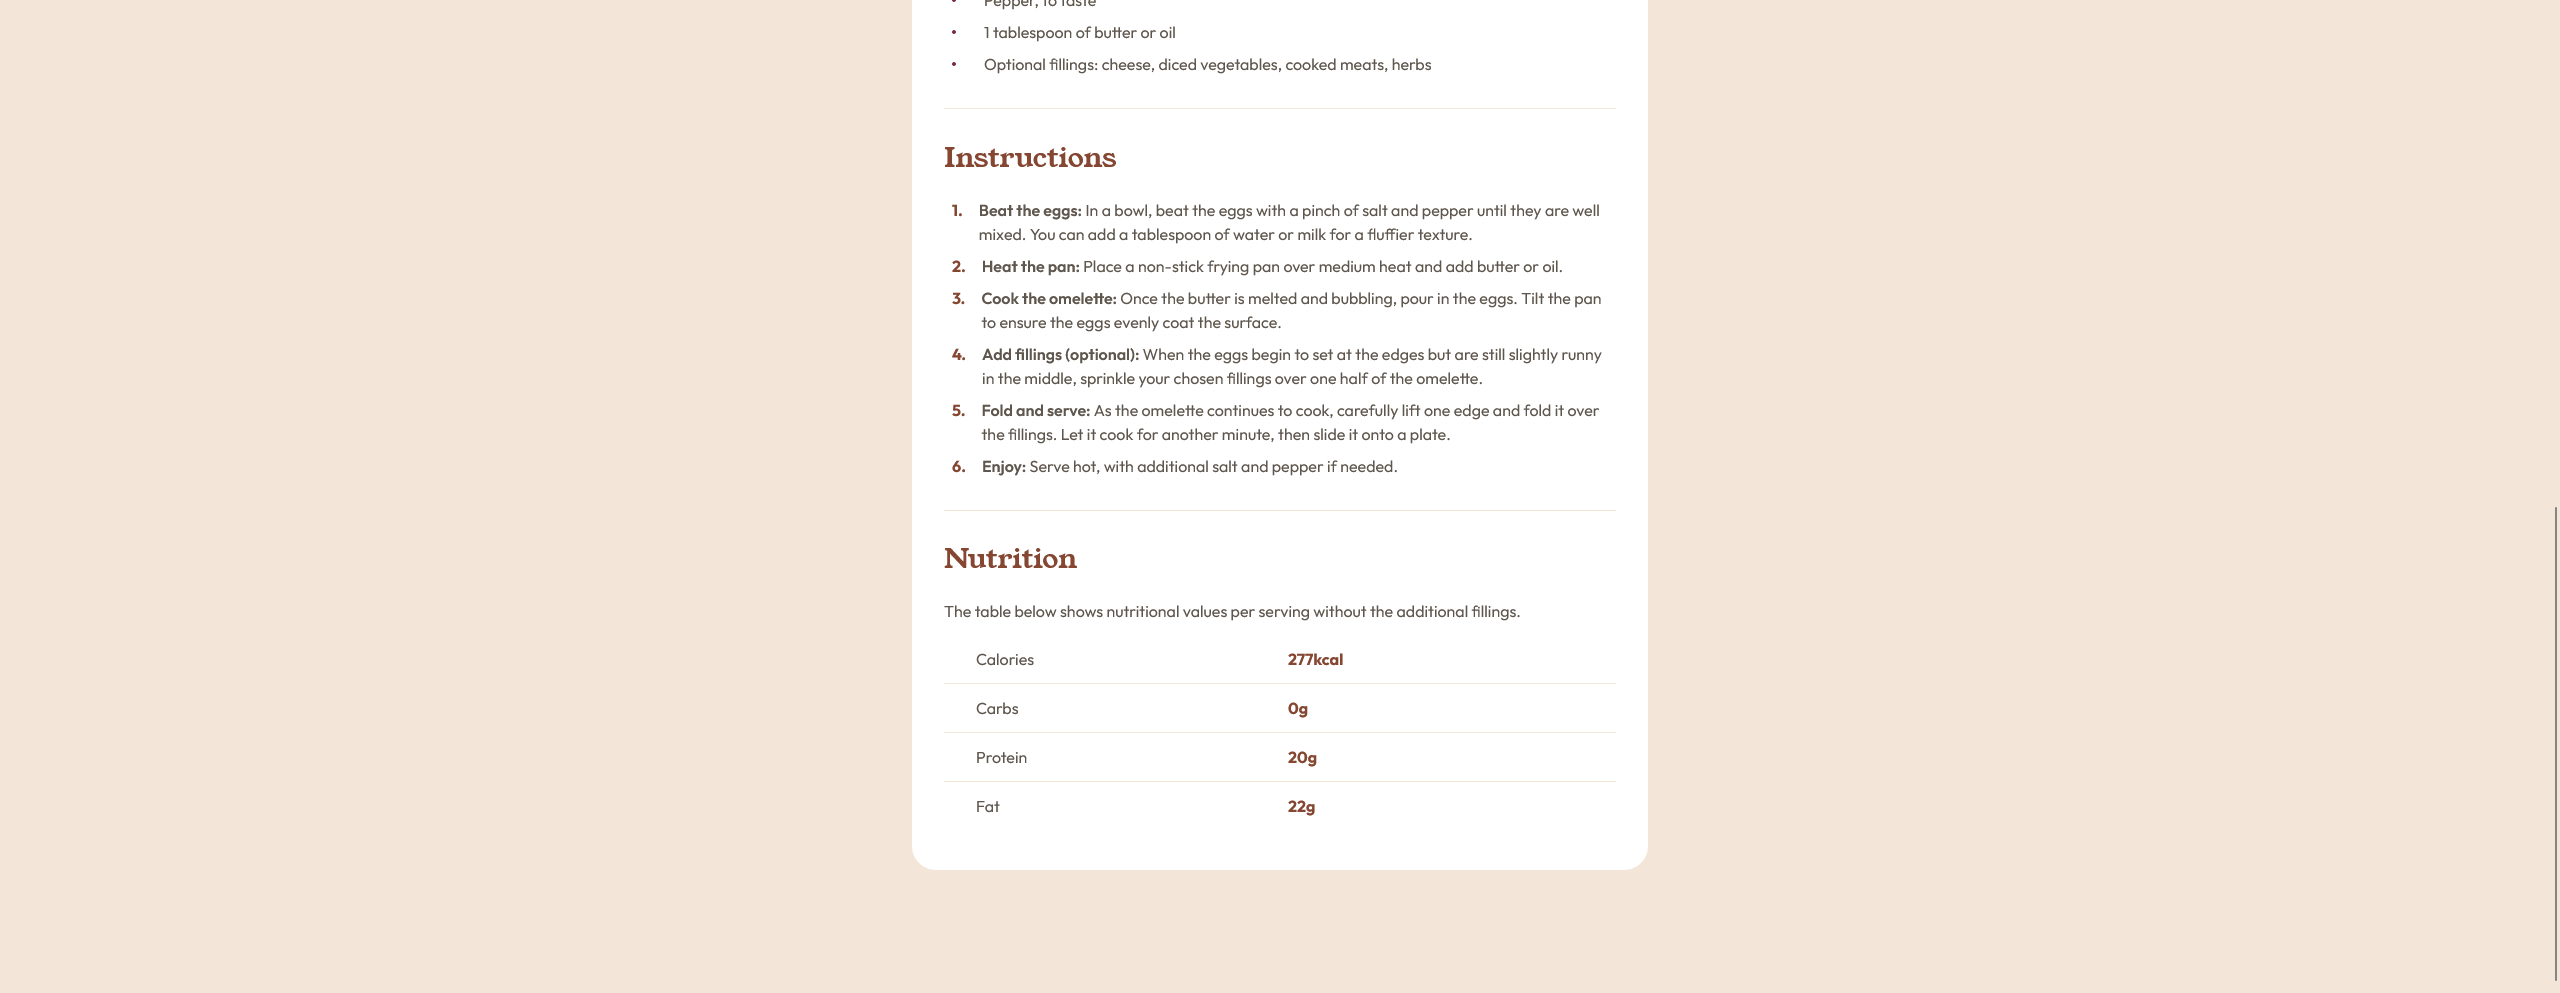 Pepper, to taste
• 1 tablespoon of butter or oil
• Optional fillings: cheese, diced vegetables, cooked meats, herbs
Instructions
1. Beat the eggs: In a bowl, beat the eggs with a pinch of salt and pepper until they are well
mixed. You can add a tablespoon of water or milk for a fluffier texture.
2. Heat the pan: Place a non-stick frying pan over medium heat and add butter or oil.
3. Cook the omelette: Once the butter is melted and bubbling, pour in the eggs. Tilt the pan
to ensure the eggs evenly coat the surface.
4. Add fillings (optional): When the eggs begin to set at the edges but are still slightly runny
in the middle, sprinkle your chosen fillings over one half of the omelette.
5. Fold and serve: As the omelette continues to cook, carefully lift one edge and fold it over
the fillings. Let it cook for another minute, then slide it onto a plate.
6. Enjoy: Serve hot, with additional salt and pepper if needed.
Nutrition
The table below shows nutritional values per serving without the additional fillings.
Calories 277kcal
Carbs 0g
Protein 20g
Fat 22g